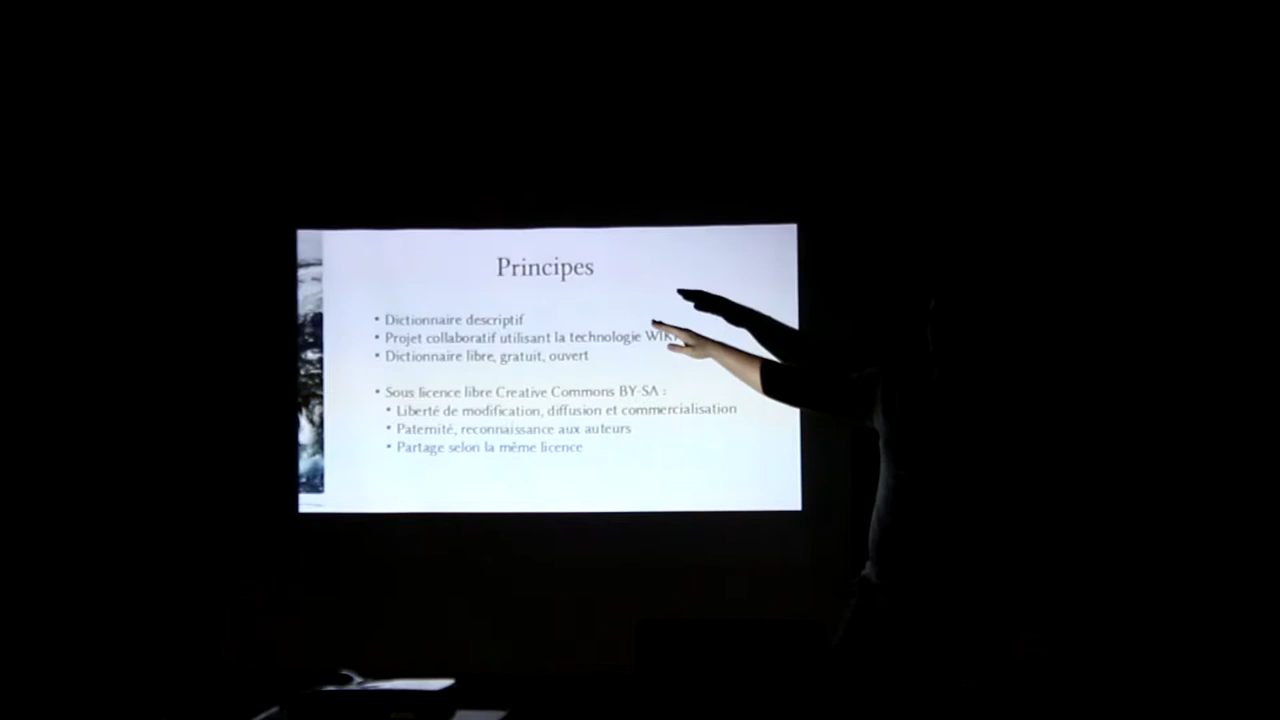 Principes
• Dictionnaire descriptif
• Projet collaboratif utilisant la technologie WIKI
• Dictionnaire libre, gratuit, ouvert
• Sous licence libre Creative Commons BY-SA :
• Liberté de modification, diffusion et commercialisation
• Paternité, reconnaissance aux auteurs
• Partage selon la même licence